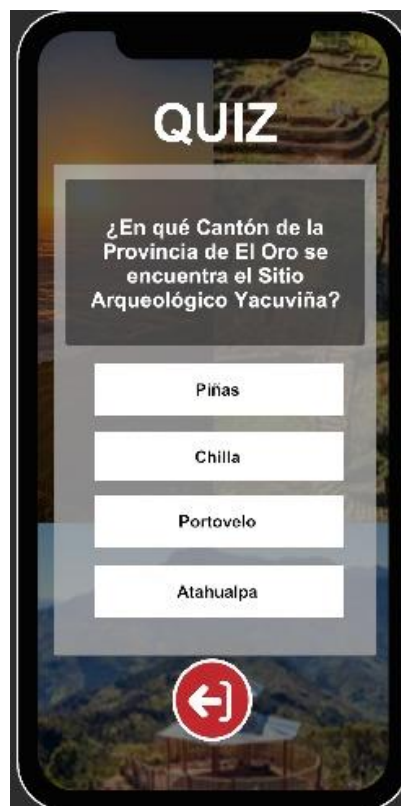 QUIZ
¿En qué Cantón de la
Provincia de El Oro se
encuentra el Sitio
Arqueológico Yacuviña?
Piñas
Chilla
Portovelo
Atahualpa